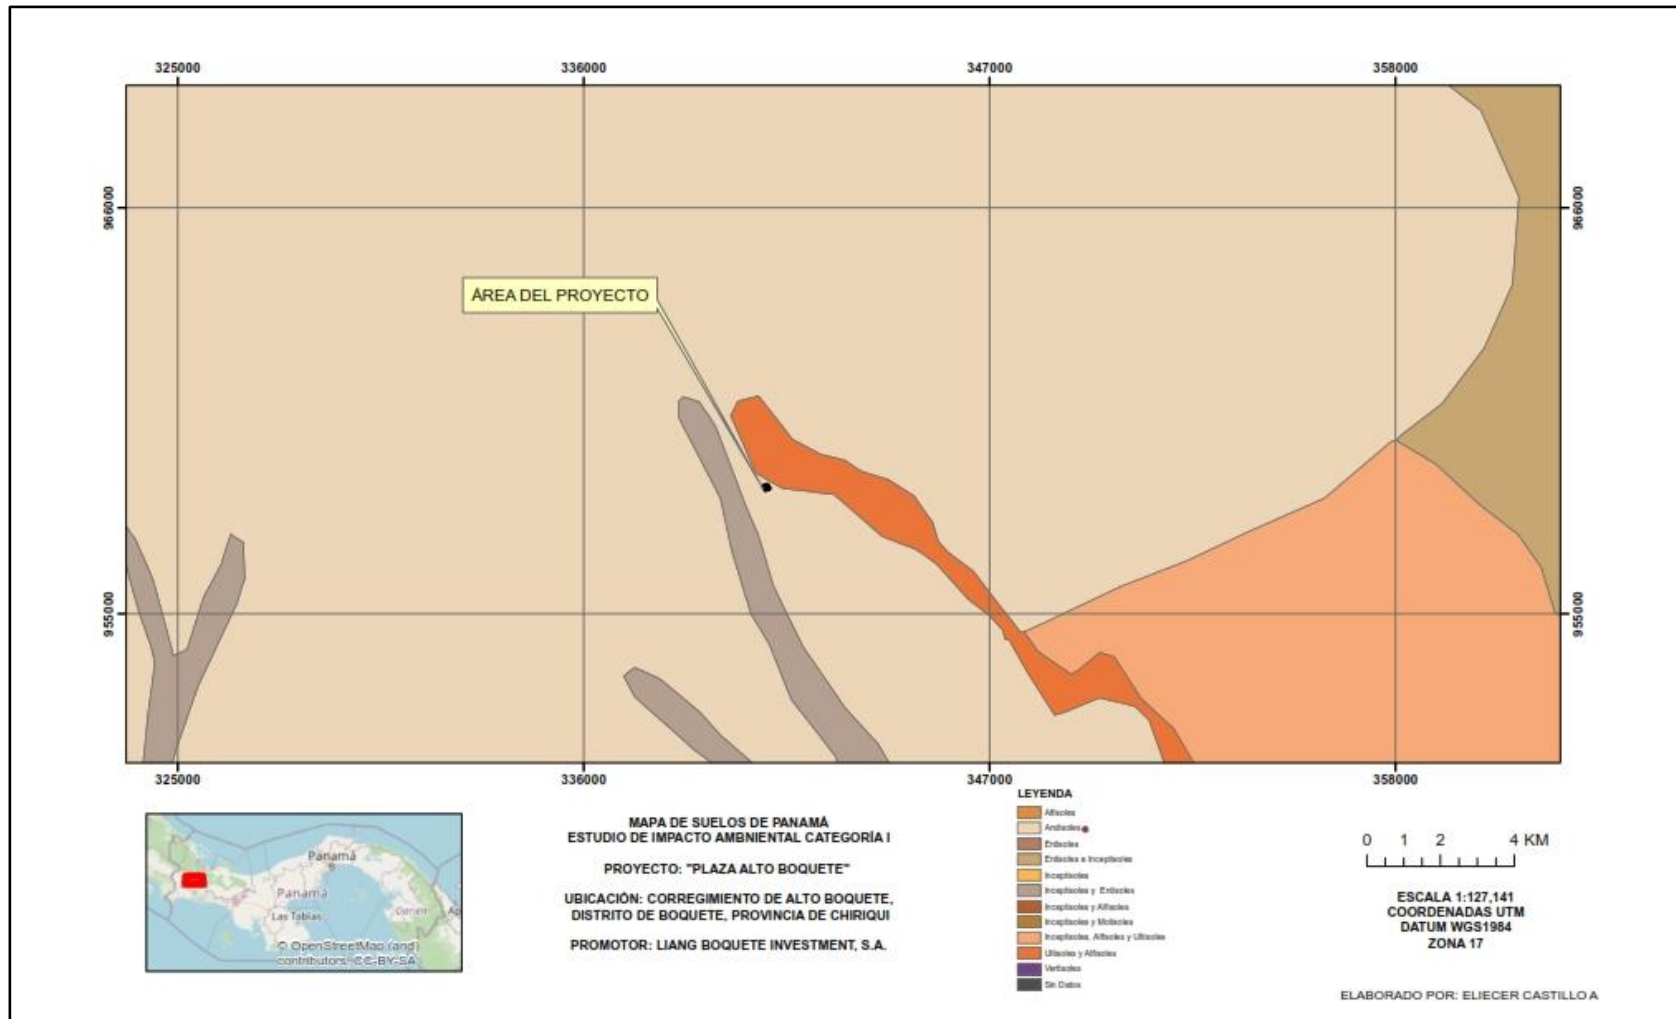 325000 336000 347000 358000
966000 966000
ÁREA DEL PROYECTO
955000 955000
325000 336000 347000 358000
Panamá
Panamá
Las Tablas
Darién
© OpenStreetMap (and)
contributors, CC-BY-SA
MAPA DE SUELOS DE PANAMÁ
ESTUDIO DE IMPACTO AMBNIENTAL CATEGORÍA I
PROYECTO: "PLAZA ALTO BOQUETE"
UBICACIÓN: CORREGIMIENTO DE ALTO BOQUETE,
DISTRITO DE BOQUETE, PROVINCIA DE CHIRIQUI
PROMOTOR: LIANG BOQUETE INVESTMENT, S.A.
LEYENDA
Alfisoles
Andisoles
Entisoles
Entisoles e Inceptisoles
Inceptisoles
Inceptisoles y Entisoles
Inceptisoles y Alfisoles
Inceptisoles y Molisoles
Inceptisoles, Alfisoles y Ultisoles
Ultisoles y Alfisoles
Vertisoles
Sin Datos
0 1 2 4 KM
ESCALA 1:127,141
COORDENADAS UTM
DATUM WGS1984
ZONA 17
ELABORADO POR: ELIECER CASTILLO A